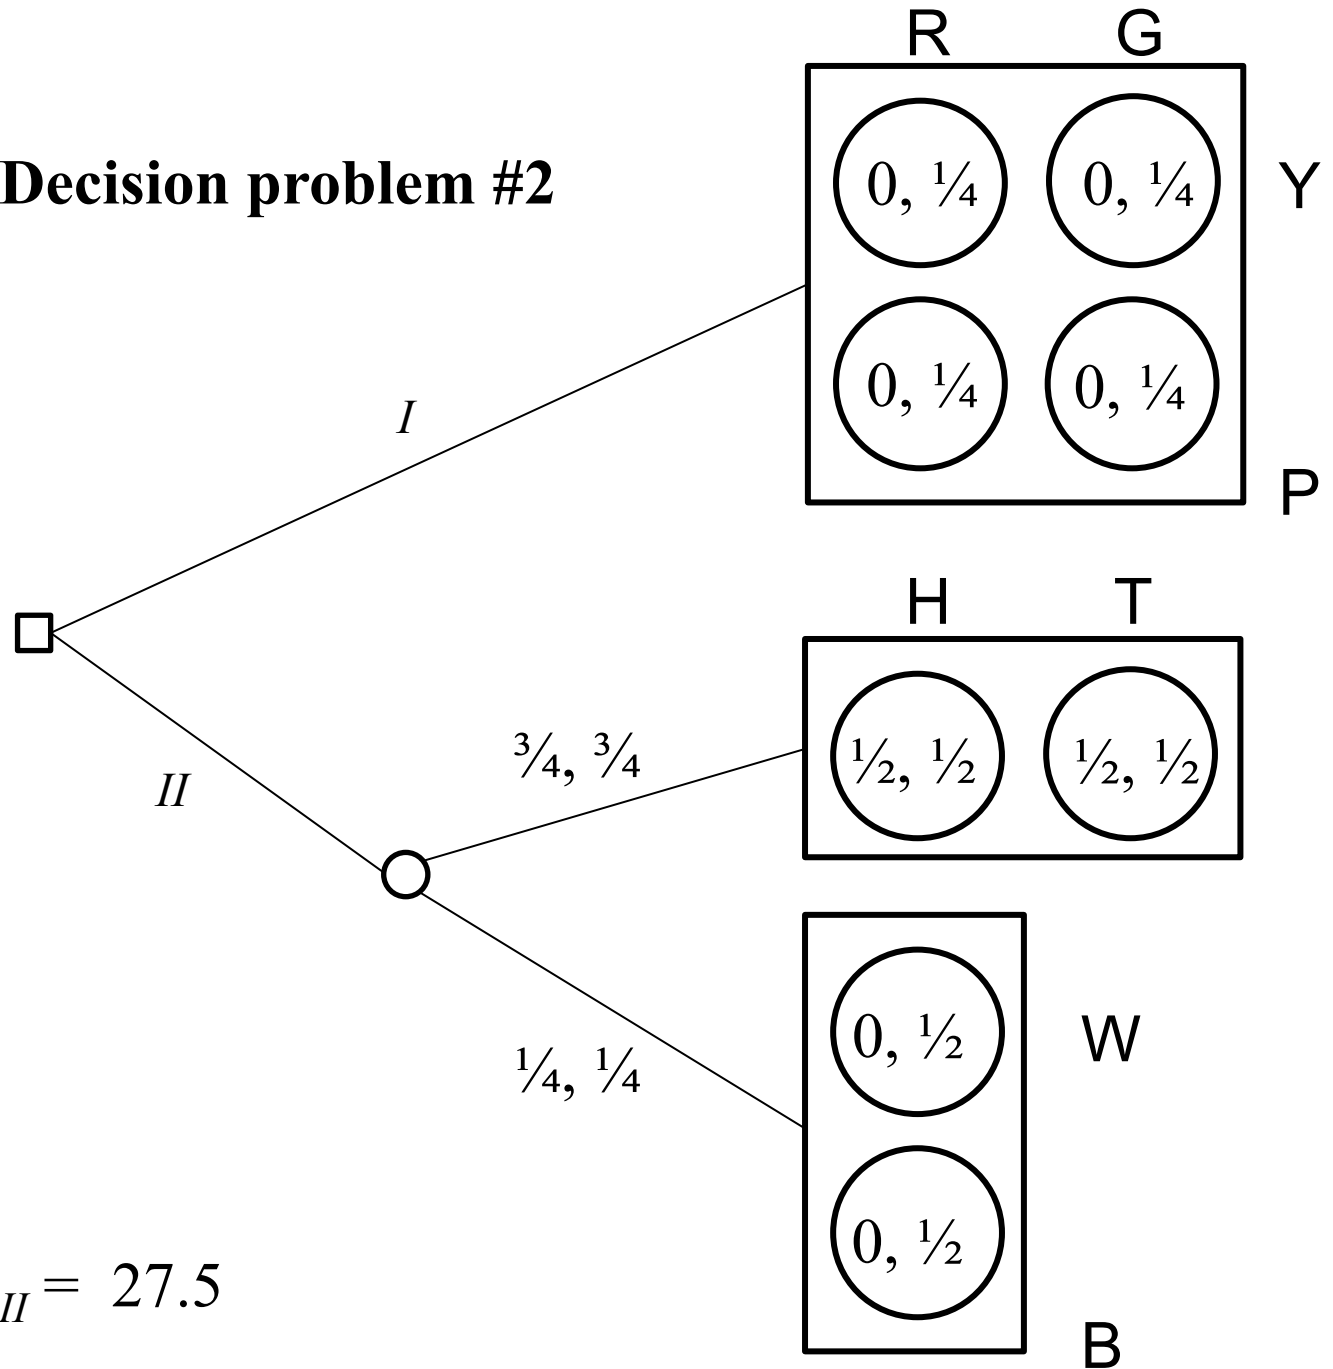 R G
Decision problem #2
0, ¼ 0, ¼ Y
0, ¼ 0, ¼
I
P
H T
¾, ¾ ½, ½ ½, ½
II
0, ½ W
¼, ¼
0, ½
II = 27.5
B